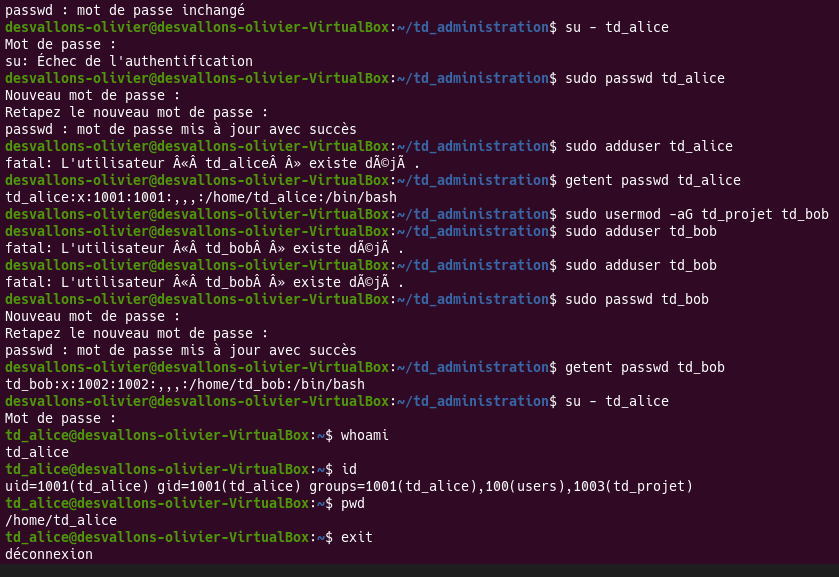 passwd : mot de passe inchangé
desvallons-olivier@desvallons-olivier-VirtualBox:~/td_administration$ su - td_alice
Mot de passe :
su: Échec de l'authentification
desvallons-olivier@desvallons-olivier-VirtualBox:~/td_administration$ sudo passwd td_alice
Nouveau mot de passe :
Retapez le nouveau mot de passe :
passwd : mot de passe mis à jour avec succès
desvallons-olivier@desvallons-olivier-VirtualBox:~/td_administration$ sudo adduser td_alice
fatal: L'utilisateur Â«Â td_aliceÂ Â» existe dÃ©jÃ .
desvallons-olivier@desvallons-olivier-VirtualBox:~/td_administration$ getent passwd td_alice
td_alice:x:1001:1001:,,,:/home/td_alice:/bin/bash
desvallons-olivier@desvallons-olivier-VirtualBox:~/td_administration$ sudo usermod -aG td_projet td_bob
desvallons-olivier@desvallons-olivier-VirtualBox:~/td_administration$ sudo adduser td_bob
fatal: L'utilisateur Â«Â td_bobÂ Â» existe dÃ©jÃ .
desvallons-olivier@desvallons-olivier-VirtualBox:~/td_administration$ sudo adduser td_bob
fatal: L'utilisateur Â«Â td_bobÂ Â» existe dÃ©jÃ .
desvallons-olivier@desvallons-olivier-VirtualBox:~/td_administration$ sudo passwd td_bob
Nouveau mot de passe :
Retapez le nouveau mot de passe :
passwd : mot de passe mis à jour avec succès
desvallons-olivier@desvallons-olivier-VirtualBox:~/td_administration$ getent passwd td_bob
td_bob:x:1002:1002:,,,:/home/td_bob:/bin/bash
desvallons-olivier@desvallons-olivier-VirtualBox:~/td_administration$ su - td_alice
Mot de passe :
td_alice@desvallons-olivier-VirtualBox:~$ whoami
td_alice
td_alice@desvallons-olivier-VirtualBox:~$ id
uid=1001(td_alice) gid=1001(td_alice) groups=1001(td_alice),100(users),1003(td_projet)
td_alice@desvallons-olivier-VirtualBox:~$ pwd
/home/td_alice
td_alice@desvallons-olivier-VirtualBox:~$ exit
déconnexion